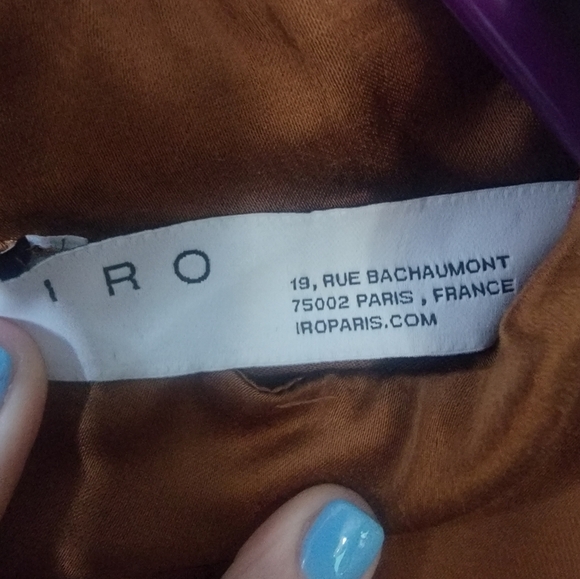 IRO
19, RUE BACHAUMONT
75002 PARIS , FRANCE
IROPARIS.COM